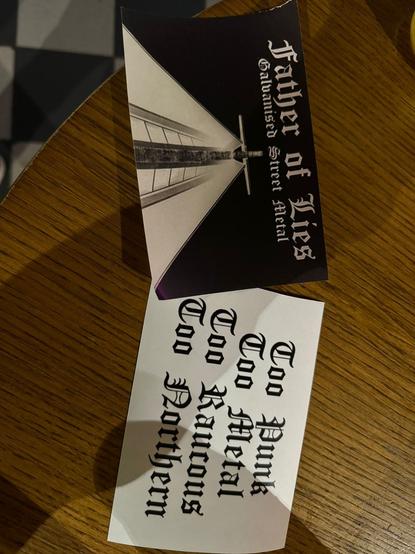 Father of Lies
Galvanised Street Metal
Too Punk
Too Metal
Too Raucous
Too Northern